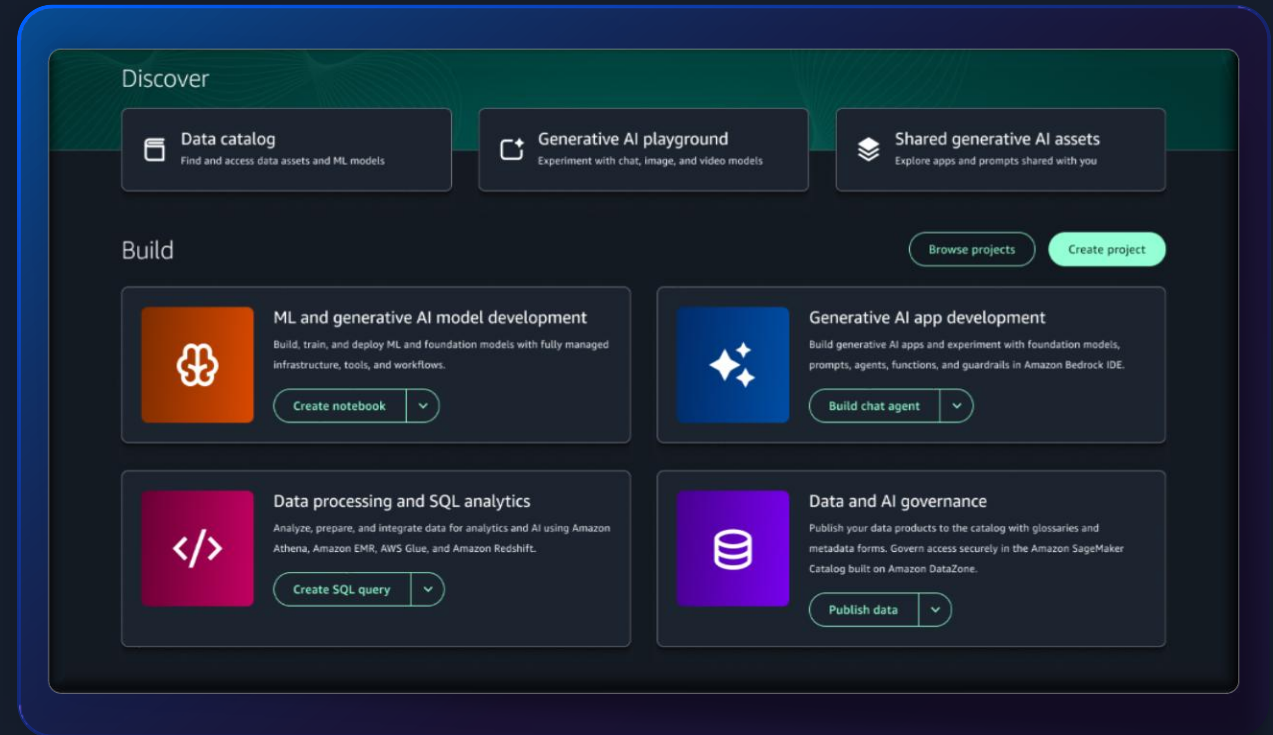 Discover
Data catalog
Find and access data assets and ML models
Generative AI playground
Experiment with chat, image, and video models
Shared generative AI assets
Explore apps and prompts shared with you
Build
Browse projects
Create project
ML and generative AI model development
Build, train, and deploy ML and foundation models with fully managed
infrastructure, tools, and workflows.
Create notebook
Generative AI app development
Build generative AI apps and experiment with foundation models,
prompts, agents, functions, and guardrails in Amazon Bedrock IDE.
Build chat agent
Data processing and SQL analytics
Analyze, prepare, and integrate data for analytics and AI using Amazon
Athena, Amazon EMR, AWS Glue, and Amazon Redshift.
Create SQL query
Data and AI governance
Publish your data products to the catalog with glossaries and
metadata forms. Govern access securely in the Amazon SageMaker
Catalog built on Amazon DataZone.
Publish data